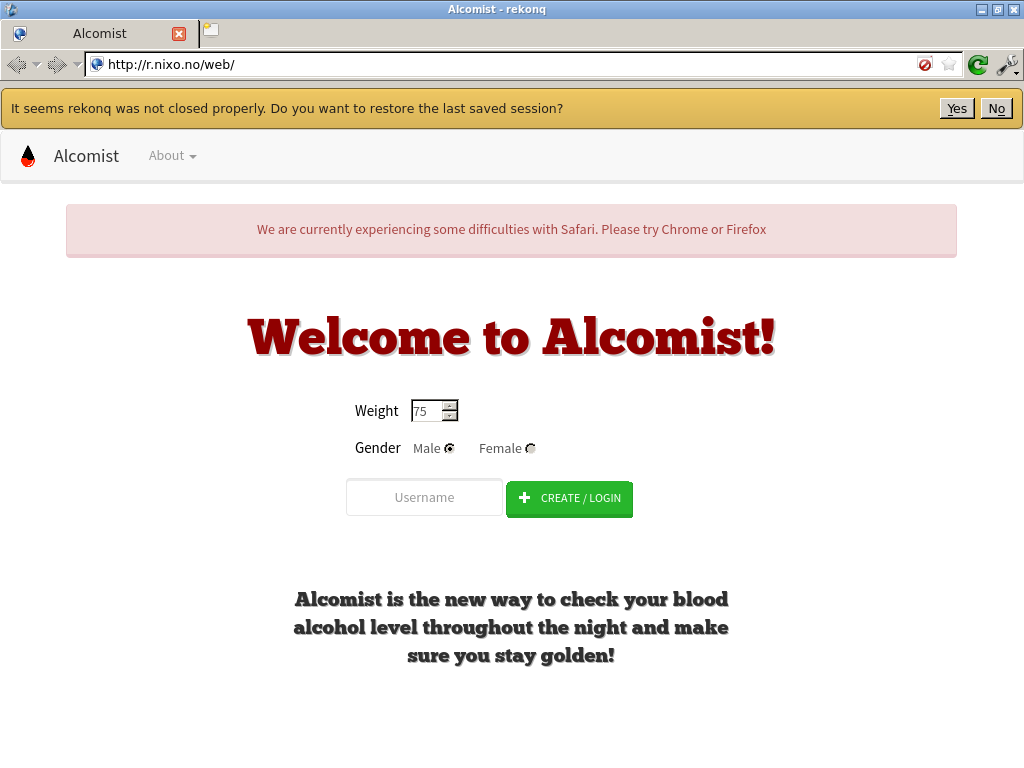 Alcomist - rekonq
Alcomist
http://r.nixo.no/web/
It seems rekonq was not closed properly. Do you want to restore the last saved session?
Yes No
Alcomist About
We are currently experiencing some difficulties with Safari. Please try Chrome or Firefox
Welcome to Alcomist!
Weight 75
Gender Male Female
Username CREATE / LOGIN
Alcomist is the new way to check your blood
alcohol level throughout the night and make
sure you stay golden!